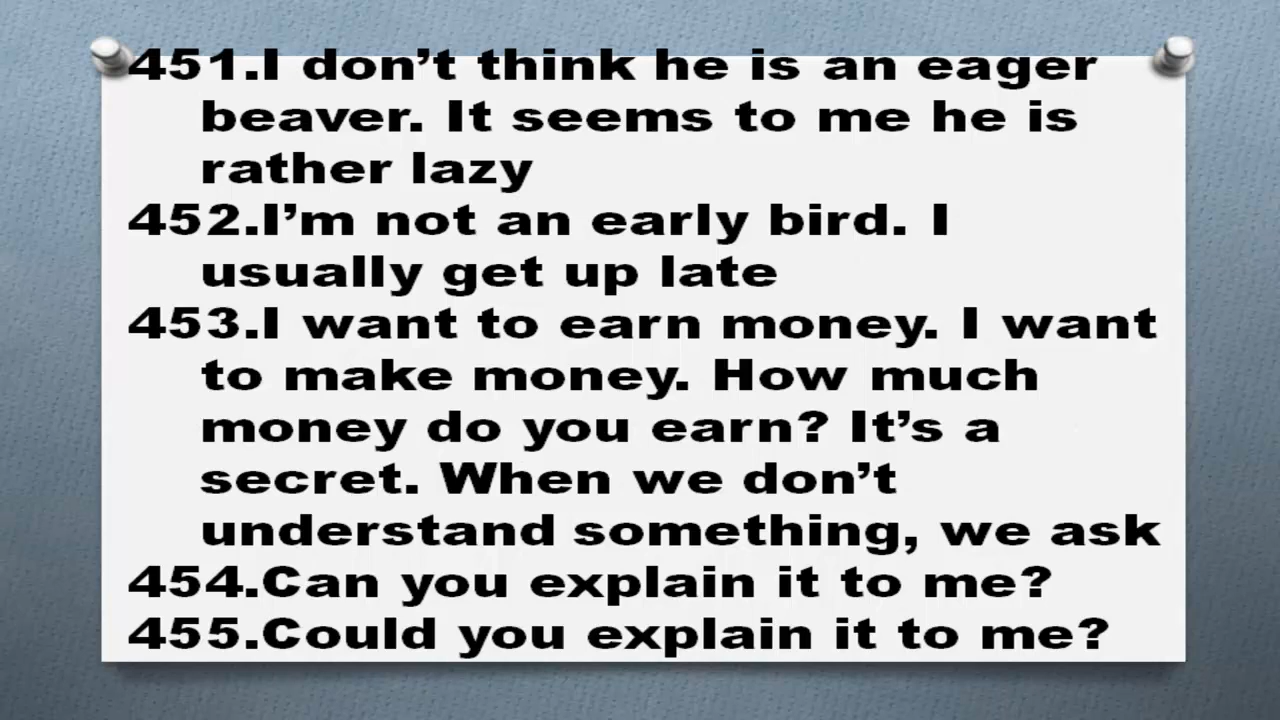 451.I don’t think he is an eager
beaver. It seems to me he is
rather lazy
452.I’m not an early bird. I
usually get up late
453.I want to earn money. I want
to make money. How much
money do you earn? It’s a
secret. When we don’t
understand something, we ask
454.Can you explain it to me?
455.Could you explain it to me?